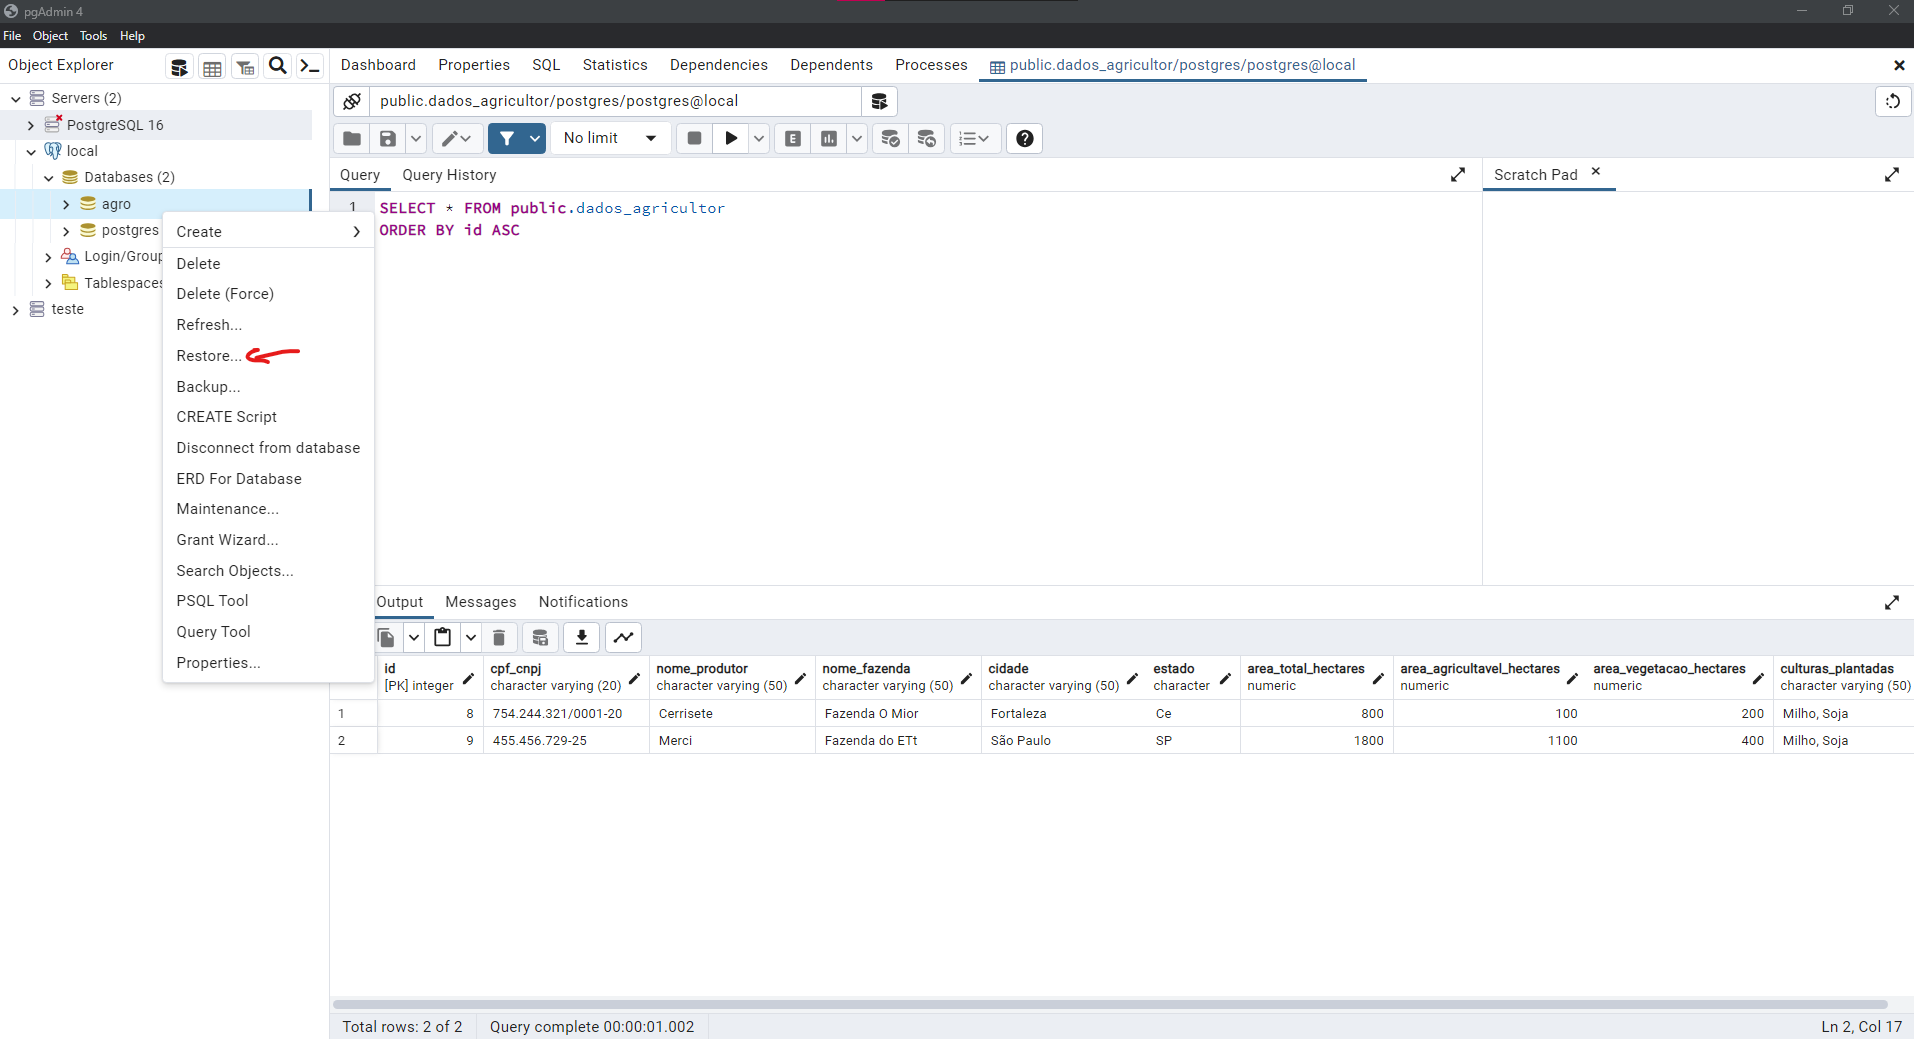 pgAdmin 4
File Object Tools Help
Object Explorer
Dashboard Properties SQL Statistics Dependencies Dependents Processes public.dados_agricultor/postgres/postgres@local
Servers (2)
PostgreSQL 16
local
Databases (2)
agro
postgres
Login/Group
Tablespaces
teste
Create
Delete
Delete (Force)
Refresh...
Restore...
Backup...
CREATE Script
Disconnect from database
ERD For Database
Maintenance...
Grant Wizard...
Search Objects...
PSQL Tool
Query Tool
Properties...
public.dados_agricultor/postgres/postgres@local
No limit
E
Query Query History
Scratch Pad
1 SELECT * FROM public.dados_agricultor
ORDER BY id ASC
Output Messages Notifications
id cpf_cnpj nome_produtor nome_fazenda cidade estado area_total_hectares area_agricultável_hectares area_vegetacao_hectares culturas_plantadas
[PK] integer character varying (20) character varying (50) character varying (50) character varying (50) character numeric numeric numeric character varying (50)
1 8 754.244.321/0001-20 Cerrisete Fazenda O Mior Fortaleza Ce 800 100 200 Milho, Soja
2 9 455.456.729-25 Merci Fazenda do ETt São Paulo SP 1800 1100 400 Milho, Soja
Total rows: 2 of 2 Query complete 00:00:01.002 Ln 2, Col 17